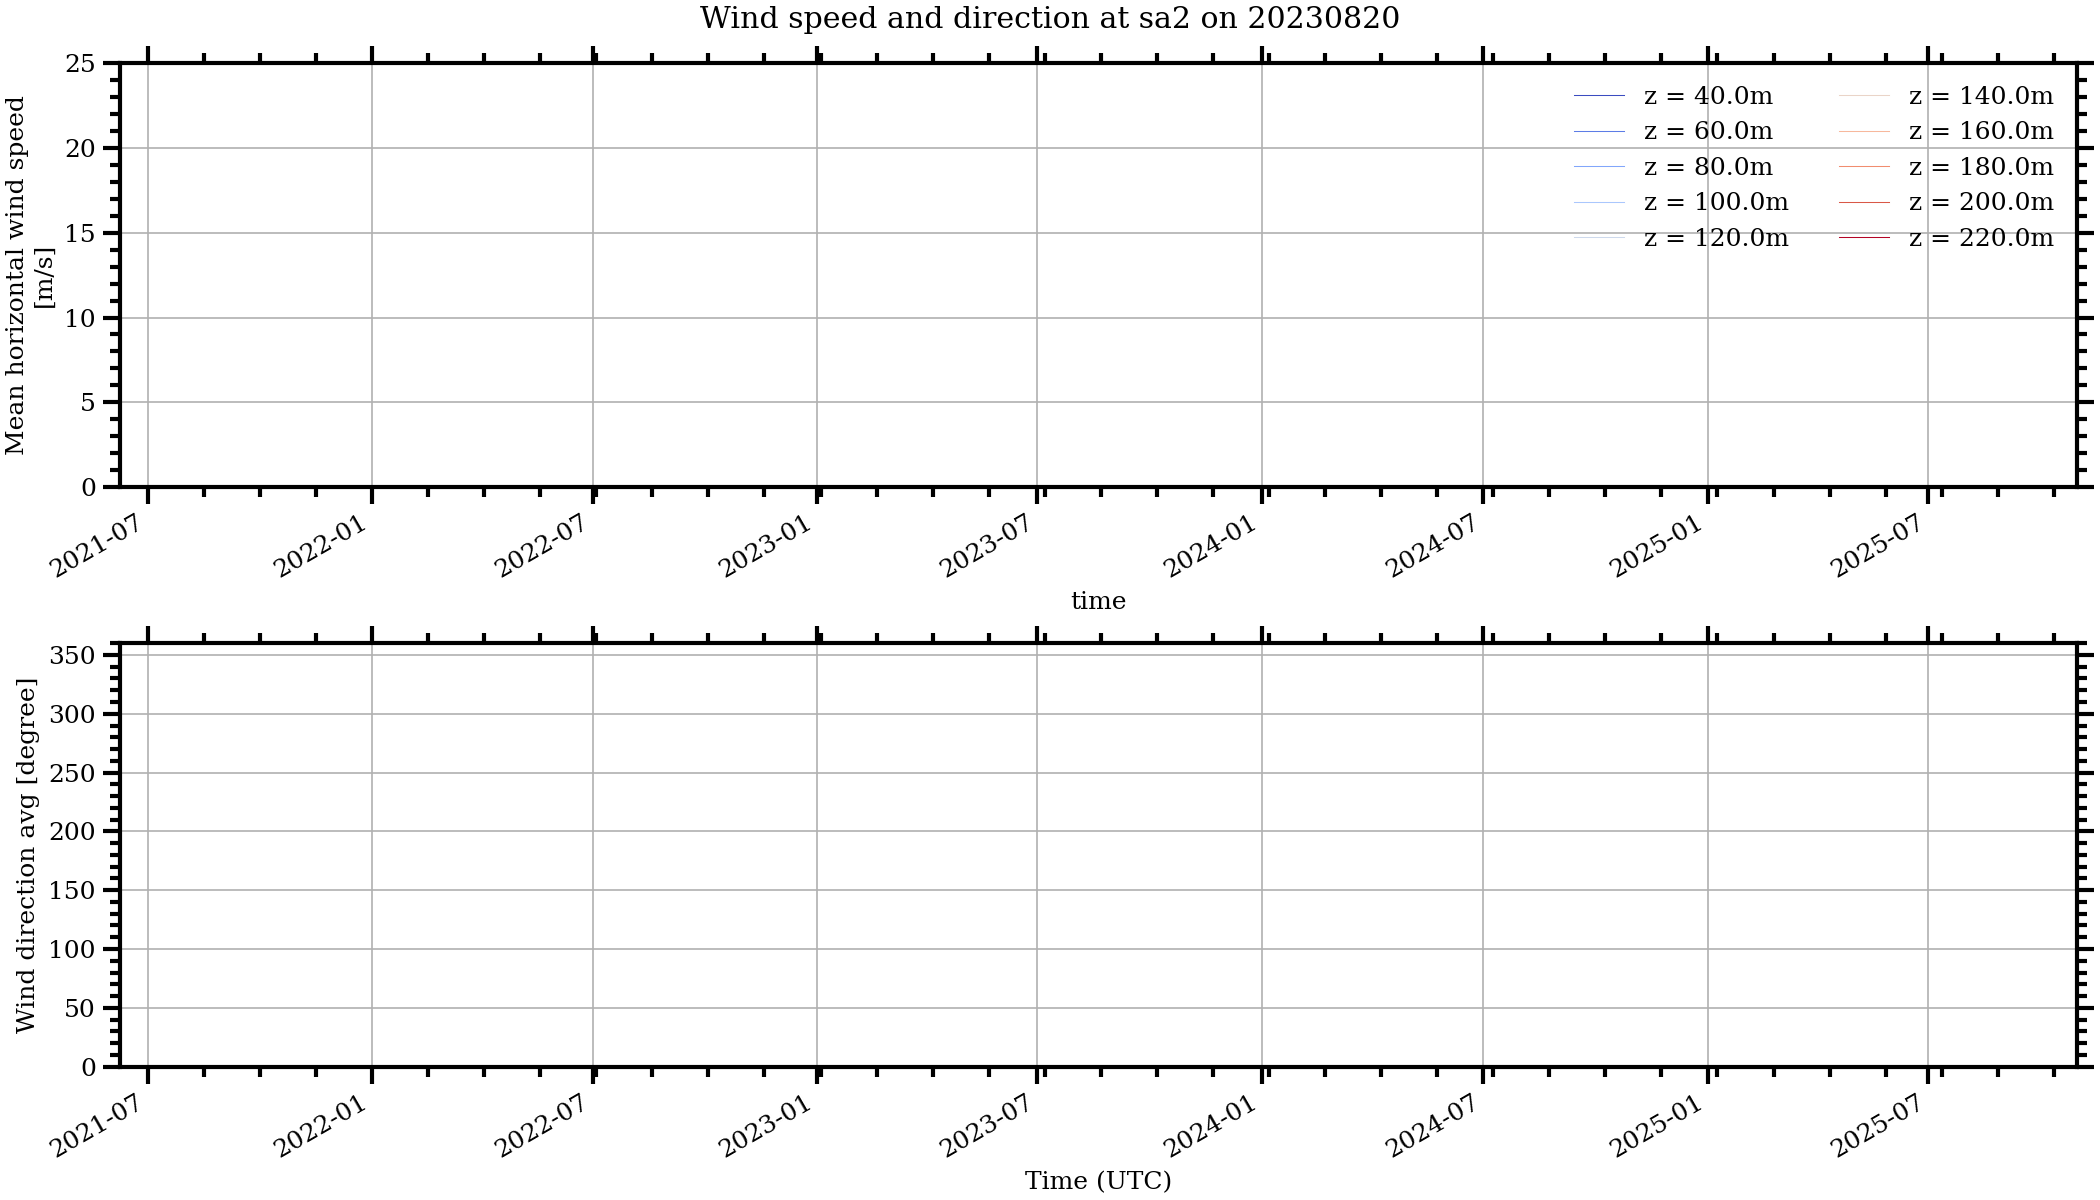 Wind speed and direction at sa2 on 20230820
Mean horizontal wind speed
[m/s]
25
20
15
10
5
0
z = 40.0m
z = 60.0m
z = 80.0m
z = 100.0m
z = 120.0m
z = 140.0m
z = 160.0m
z = 180.0m
z = 200.0m
z = 220.0m
2021-07
2022-01
2022-07
2023-01
2023-07
2024-01
2024-07
2025-01
2025-07
time
Wind direction avg [degree]
350
300
250
200
150
100
50
0
2021-07
2022-01
2022-07
2023-01
2023-07
2024-01
2024-07
2025-01
2025-07
Time (UTC)